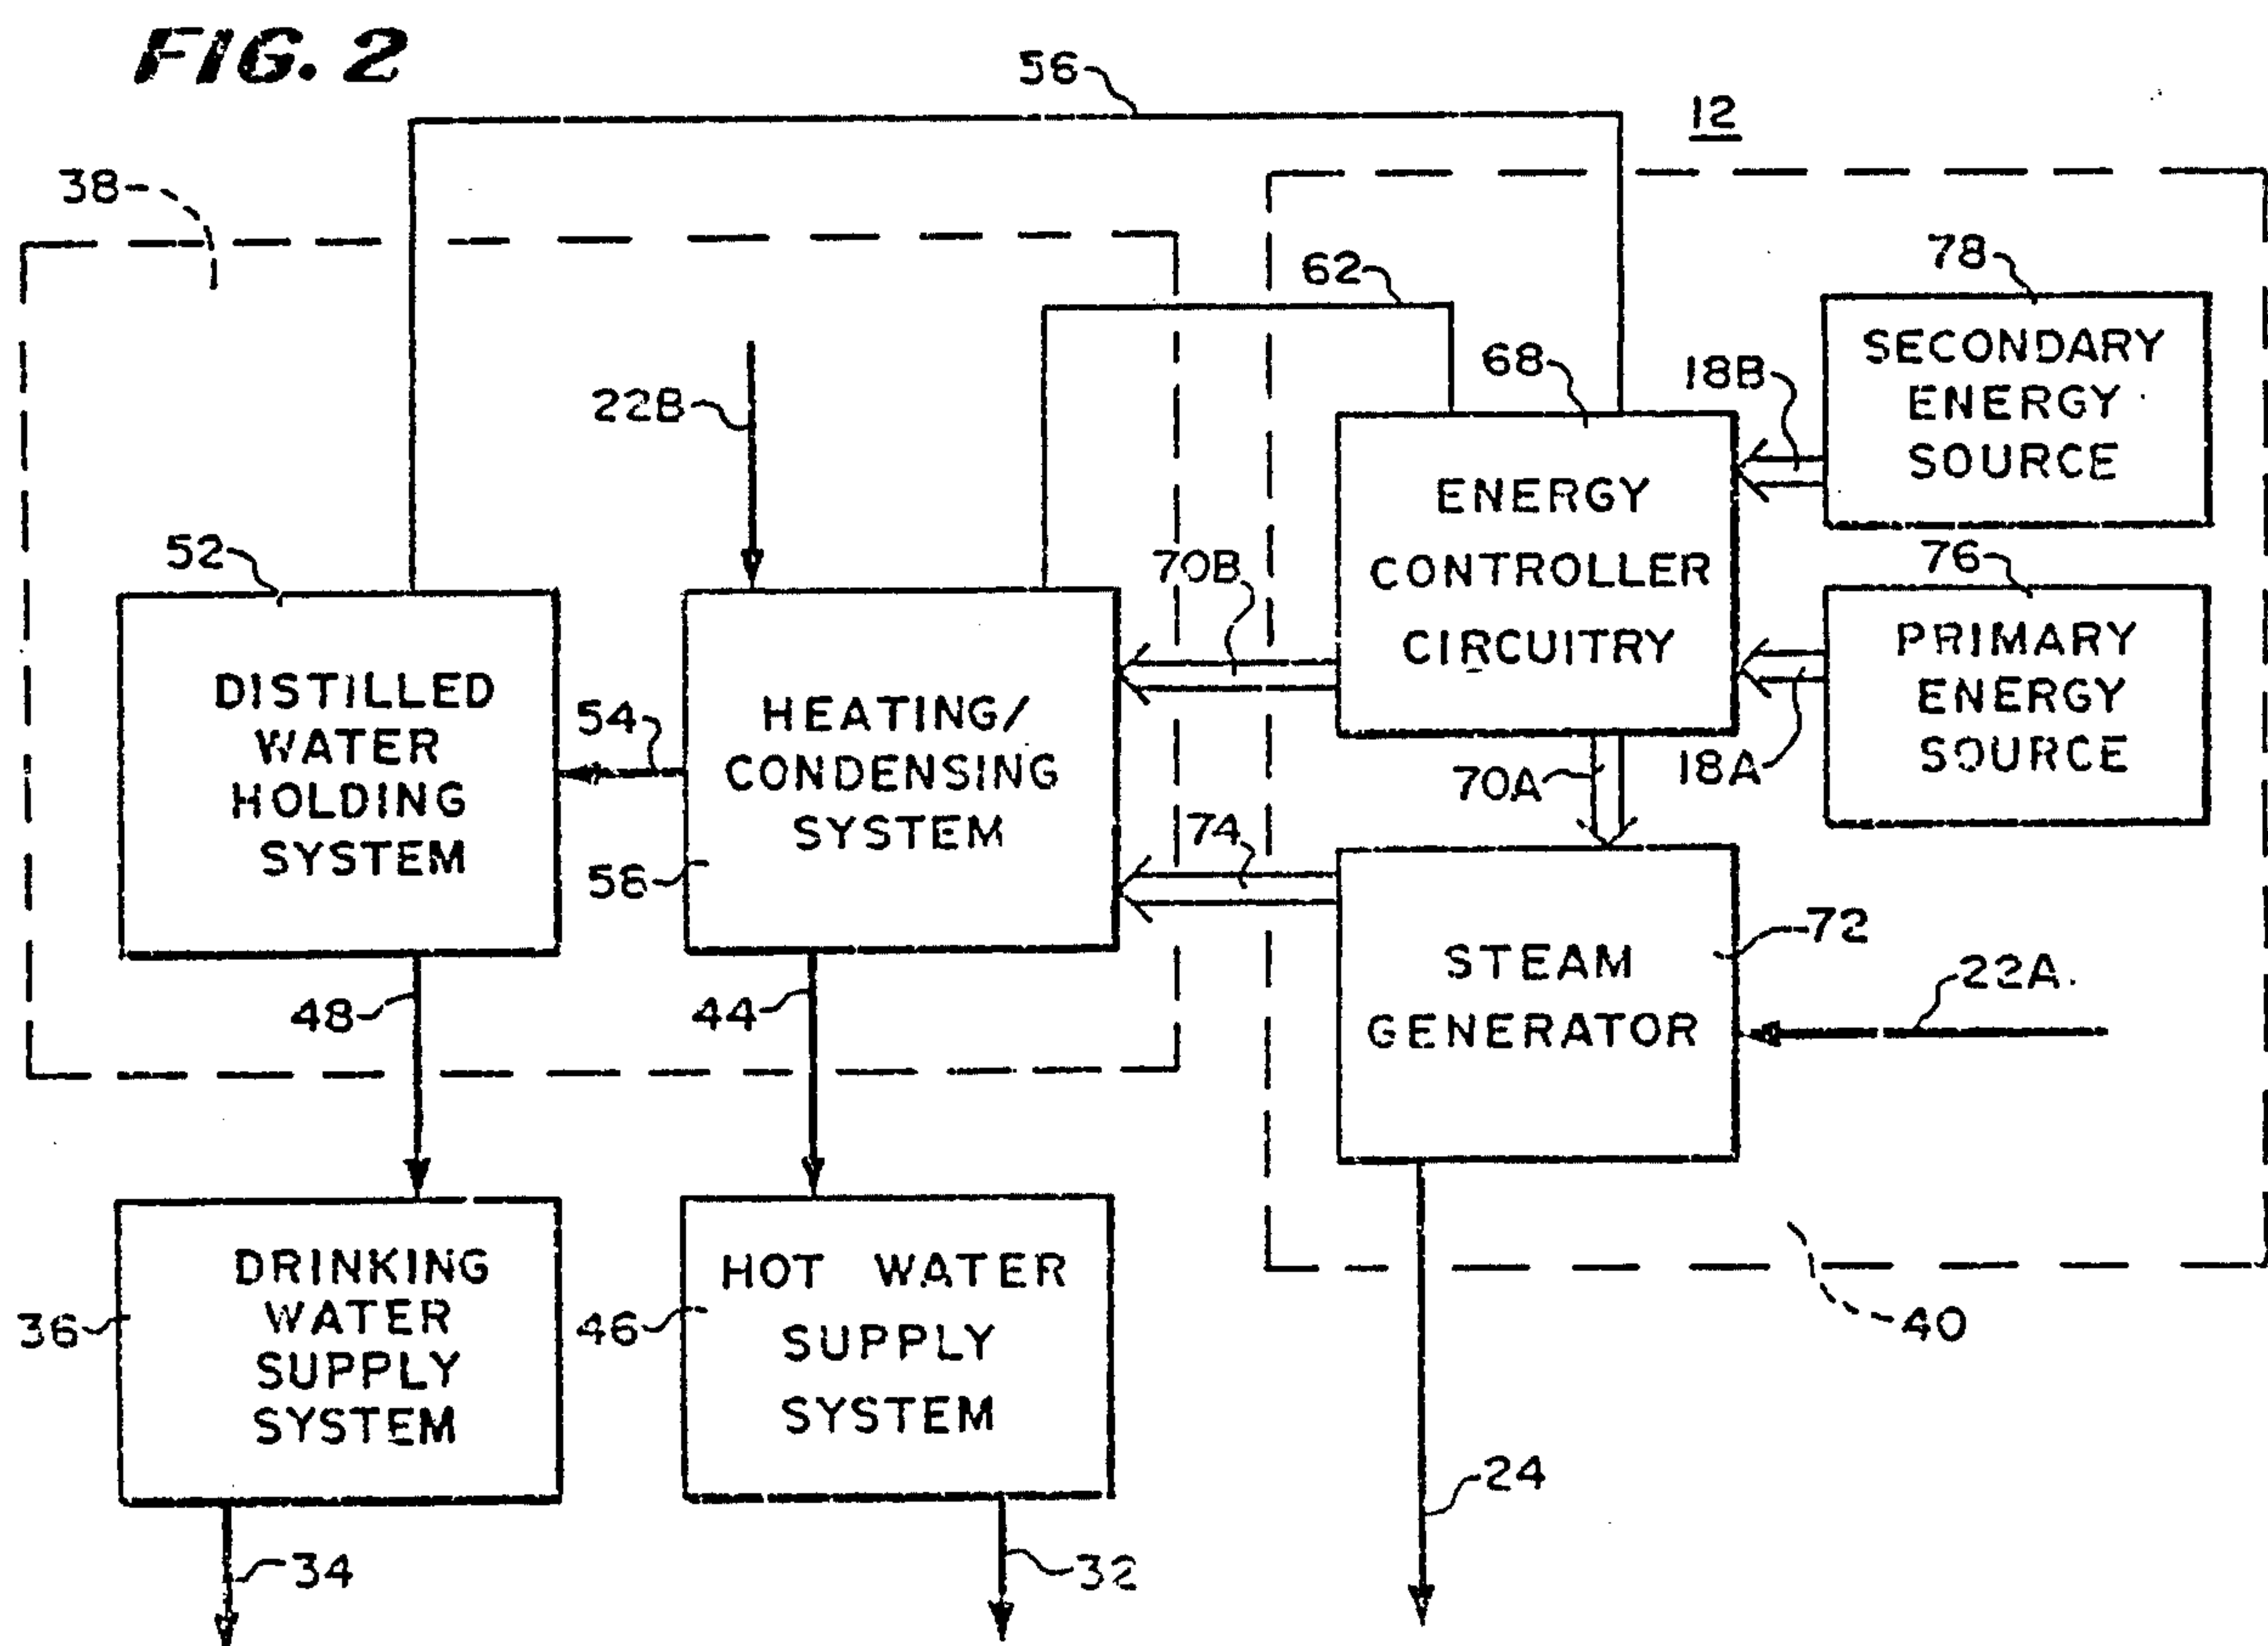 FIG. 2
56
12
38
62
78
SECONDARY
ENERGY
SOURCE
22B
68
18B
ENERGY
CONTROLLER
CIRCUITRY
52
70B
76
PRIMARY
ENERGY
SOURCE
DISTILLED
WATER
HOLDING
SYSTEM
54
HEATING/
CONDENSING
SYSTEM
56
70A
18A
74
STEAM
GENERATOR
72
22A
48
44
DRINKING
WATER
SUPPLY
SYSTEM
36
HOT WATER
SUPPLY
SYSTEM
46
40
24
34
32